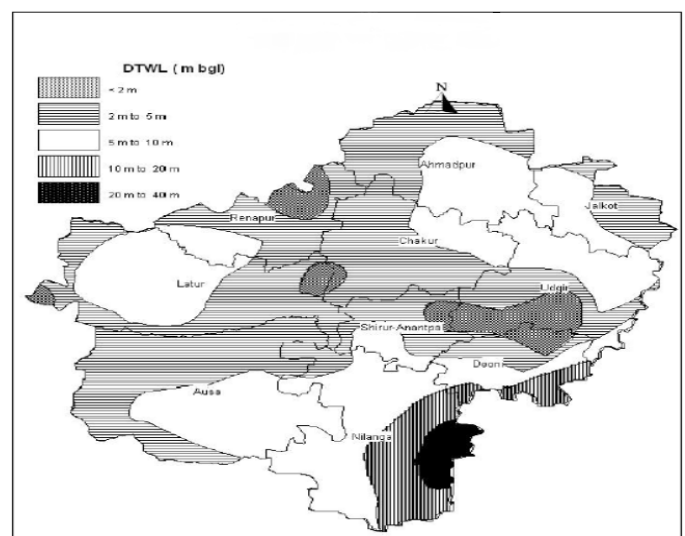 DTWL ( m bgl)
< 2 m
2 m to 5 m
5 m to 10 m
10 m to 20 m
20 m to 40 m
N
Ahmadpur
Jalkot
Renapur
Chakur
Latur
Udgir
Shirur-Anantpa
Deoni
Ausa
Nilanga